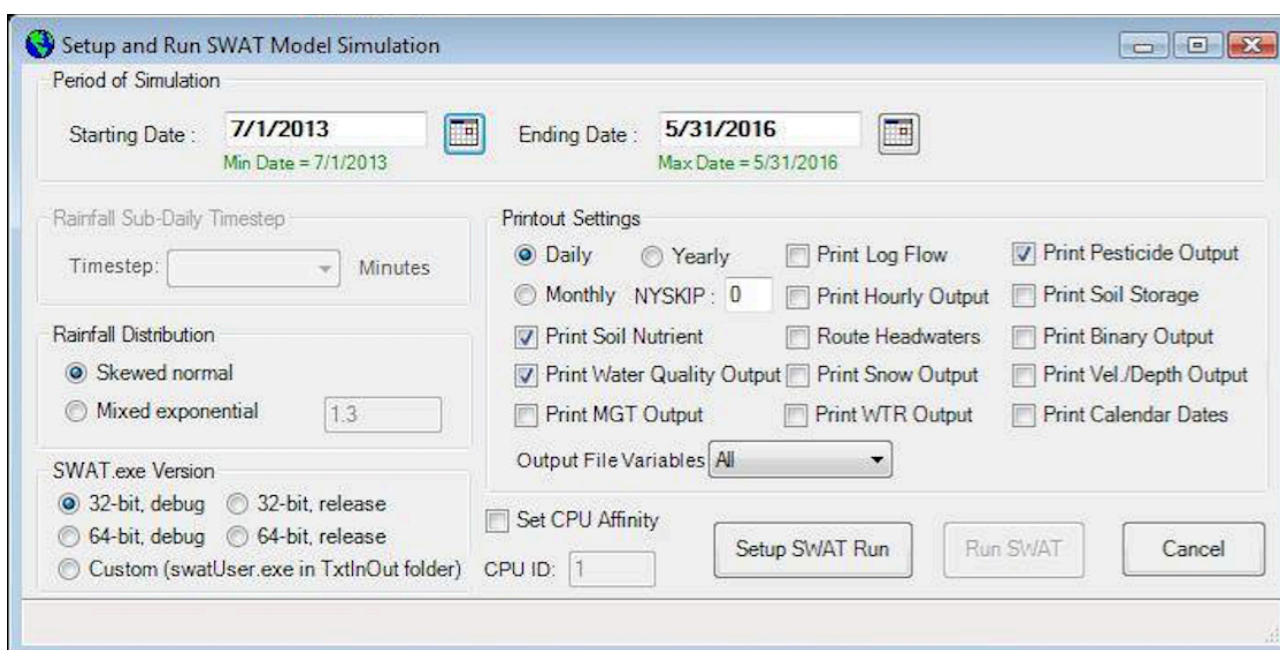 Setup and Run SWAT Model Simulation
Period of Simulation
Starting Date : 7/1/2013
Min Date = 7/1/2013
Ending Date : 5/31/2016
Max Date = 5/31/2016
Rainfall Sub-Daily Timestep
Timestep: Minutes
Rainfall Distribution
Skewed normal
Mixed exponential 1.3
SWAT.exe Version
32-bit, debug 32-bit, release
64-bit, debug 64-bit, release
Custom (swatUser.exe in TxtInOut folder)
Printout Settings
Daily Yearly Print Log Flow Print Pesticide Output
Monthly NYSKIP : 0 Print Hourly Output Print Soil Storage
Print Soil Nutrient Route Headwaters Print Binary Output
Print Water Quality Output Print Snow Output Print Vel./Depth Output
Print MGT Output Print WTR Output Print Calendar Dates
Output File Variables All
Set CPU Affinity
CPU ID: 1
Setup SWAT Run
Run SWAT
Cancel